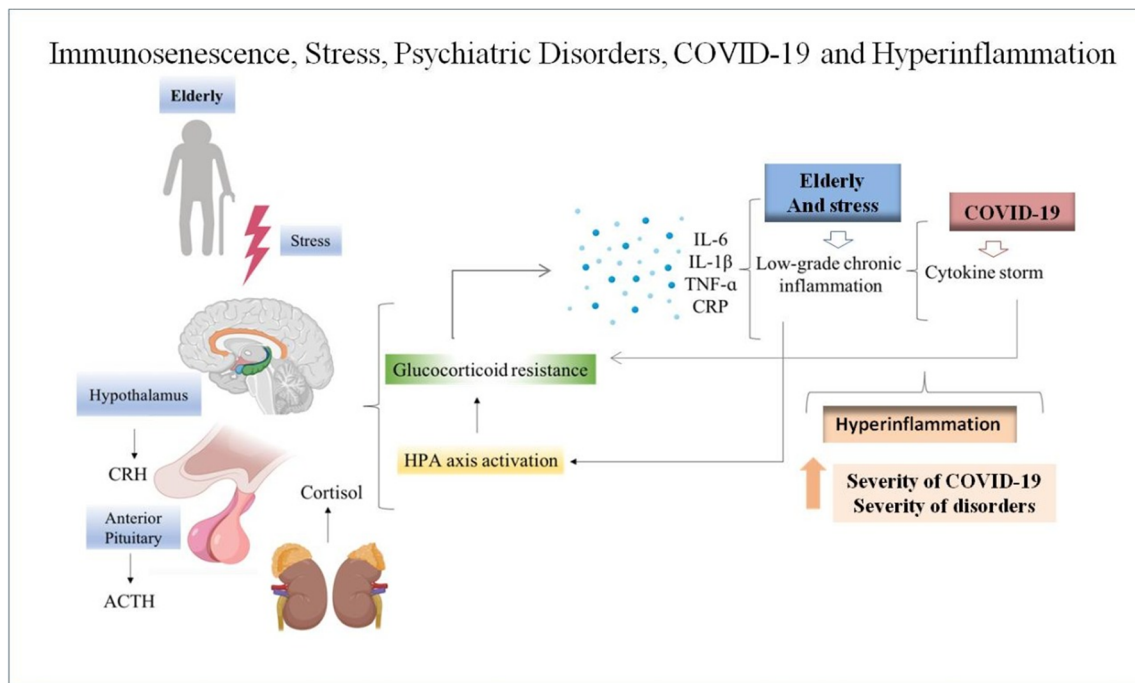 Immunosenescence, Stress, Psychiatric Disorders, COVID-19 and Hyperinflammation
Elderly
Stress
Hypothalamus
CRH
Anterior
Pituitary
ACTH
Cortisol
Glucocorticoid resistance
HPA axis activation
IL-6
IL-1β
TNF-α
CRP
Elderly
And stress
Low-grade chronic
inflammation
COVID-19
Cytokine storm
Hyperinflammation
Severity of COVID-19
Severity of disorders